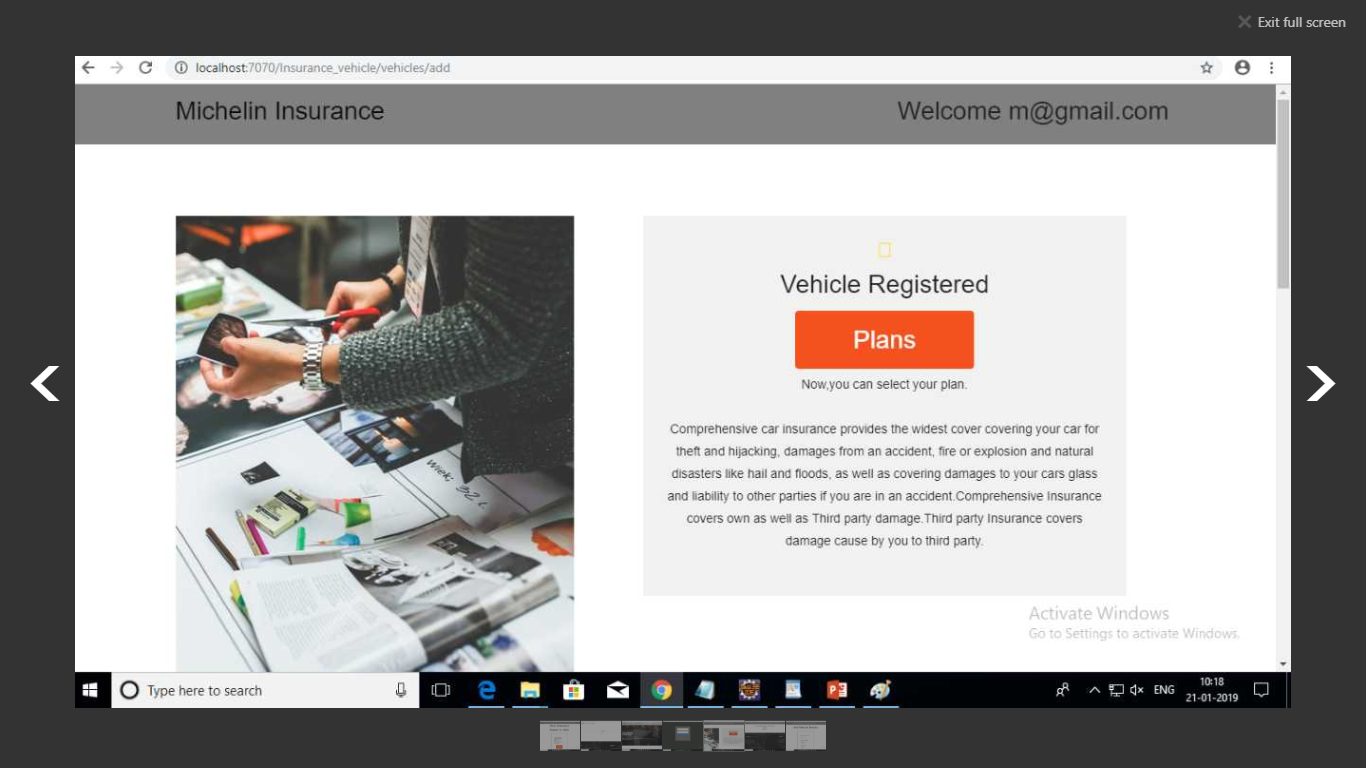 Exit full screen
localhost:7070/Insurance_vehicle/vehicles/add
Michelin Insurance
Welcome m@gmail.com
Vehicle Registered
Plans
Now,you can select your plan.
Comprehensive car insurance provides the widest cover covering your car for
theft and hijacking, damages from an accident, fire or explosion and natural
disasters like hail and floods, as well as covering damages to your cars glass
and liability to other parties if you are in an accident.Comprehensive Insurance
covers own as well as Third party damage.Third party Insurance covers
damage cause by you to third party.
Activate Windows
Go to Settings to activate Windows.
Type here to search
ENG
10:18
21-01-2019